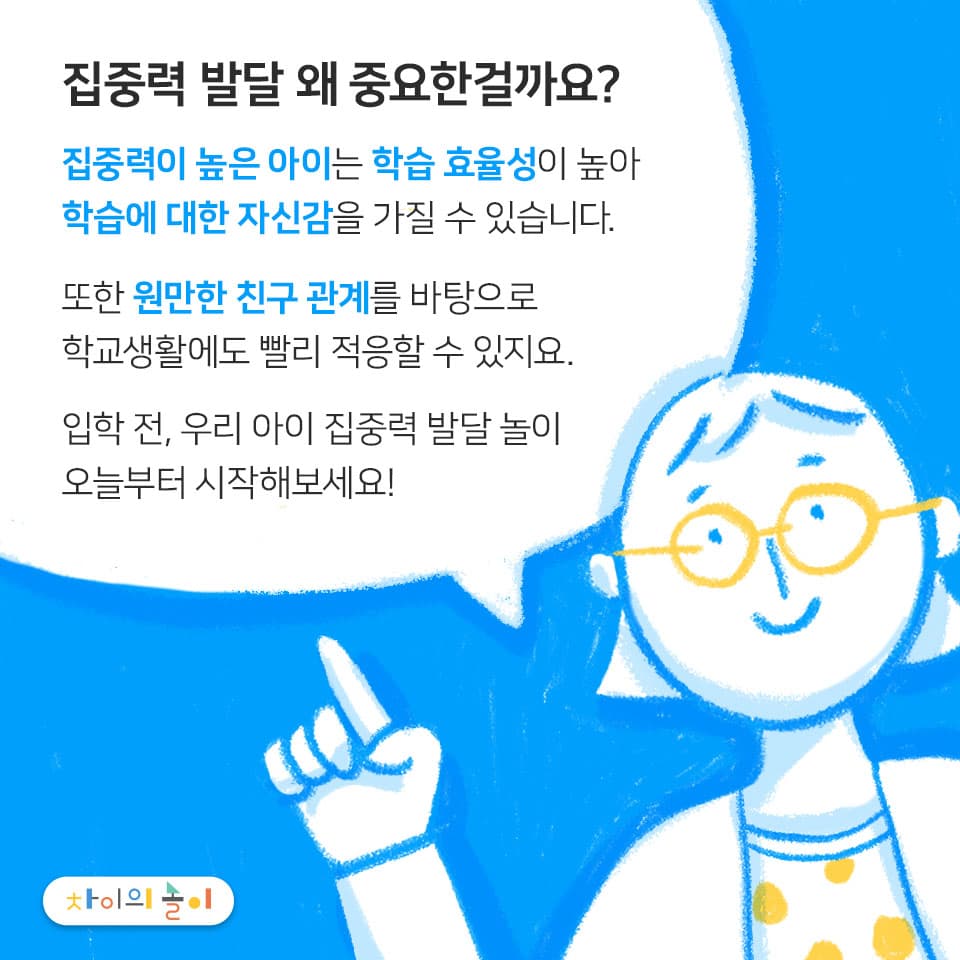 집중력 발달 왜 중요한걸까요?
집중력이 높은 아이는 학습 효율성이 높아
학습에 대한 자신감을 가질 수 있습니다.
또한 원만한 친구 관계를 바탕으로
학교생활에도 빨리 적응할 수 있지요.
입학 전, 우리 아이 집중력 발달 놀이
오늘부터 시작해보세요!
차이의 놀이